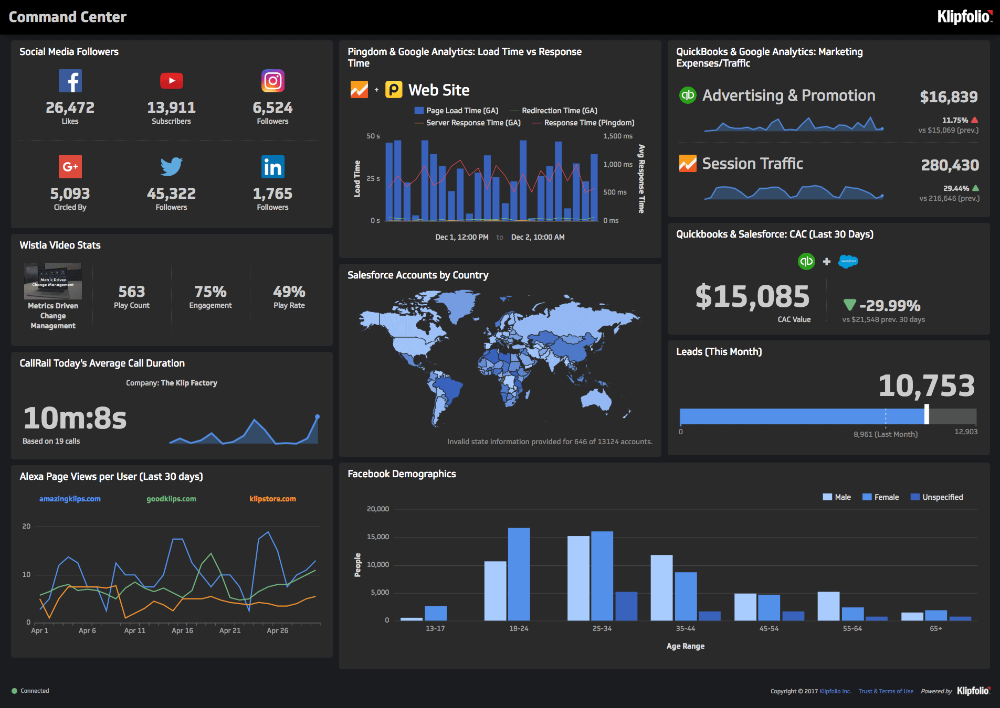 Command Center
Klipfolio
Social Media Followers
26,472
Likes
13,911
Subscribers
6,524
Followers
G+
5,093
Circled By
45,322
Followers
in
1,765
Followers
Wistia Video Stats
Metric Driven
Change Management
Metrics Driven
Change
Management
563
Play Count
75%
Engagement
49%
Play Rate
CallRail Today's Average Call Duration
Company: The Klip Factory
10m:8s
Based on 19 calls
Alexa Page Views per User (Last 30 days)
amazingklips.com
goodklips.com
klipstore.com
20
10
0
Apr 1
Apr 6
Apr 11
Apr 16
Apr 21
Apr 26
Pingdom & Google Analytics: Load Time vs Response
Time
+
Web Site
Page Load Time (GA)
Redirection Time (GA)
Server Response Time (GA)
Response Time (Pingdom)
50 s
25 s
0 s
Load Time
1,500 ms
1,000 ms
500 ms
0 ms
Avg Response Time
Dec 1, 12:00 PM to Dec 2, 10:00 AM
Salesforce Accounts by Country
Invalid state information provided for 646 of 13124 accounts.
QuickBooks & Google Analytics: Marketing
Expenses/Traffic
qb
Advertising & Promotion
$16,839
11.75%
vs $15,069 (prev.)
Session Traffic
280,430
29.44%
vs 216,646 (prev.)
Quickbooks & Salesforce: CAC (Last 30 Days)
qb
+
salesforce
$15,085
CAC Value
-29.99%
vs $21,548 prev. 30 days
Leads (This Month)
10,753
0
8,961 (Last Month)
12,903
Facebook Demographics
Male
Female
Unspecified
20,000
15,000
10,000
5,000
0
People
13-17
18-24
25-34
35-44
45-54
55-64
65+
Age Range
Connected
Copyright © 2017 Klipfolio Inc.
Trust & Terms of Use
Powered by
Klipfolio